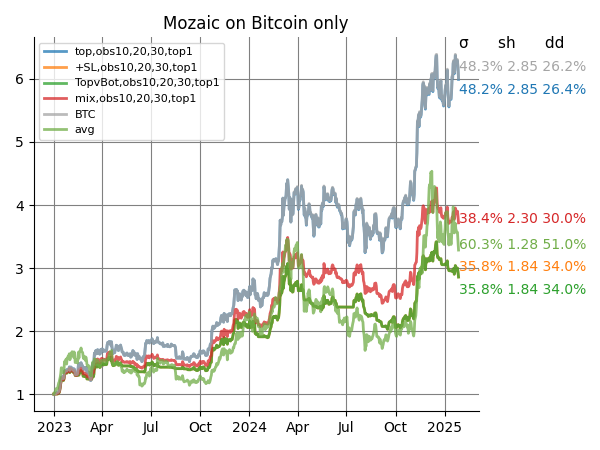 Mozaic on Bitcoin only
σ sh dd
top,obs10,20,30,top1
+SL,obs10,20,30,top1
TopvBot,obs10,20,30,top1
mix,obs10,20,30,top1
BTC
avg
48.3% 2.85 26.2%
48.2% 2.85 26.4%
38.4% 2.30 30.0%
60.3% 1.28 51.0%
35.8% 1.84 34.0%
35.8% 1.84 34.0%
6
5
4
3
2
1
2023 Apr Jul Oct 2024 Apr Jul Oct 2025